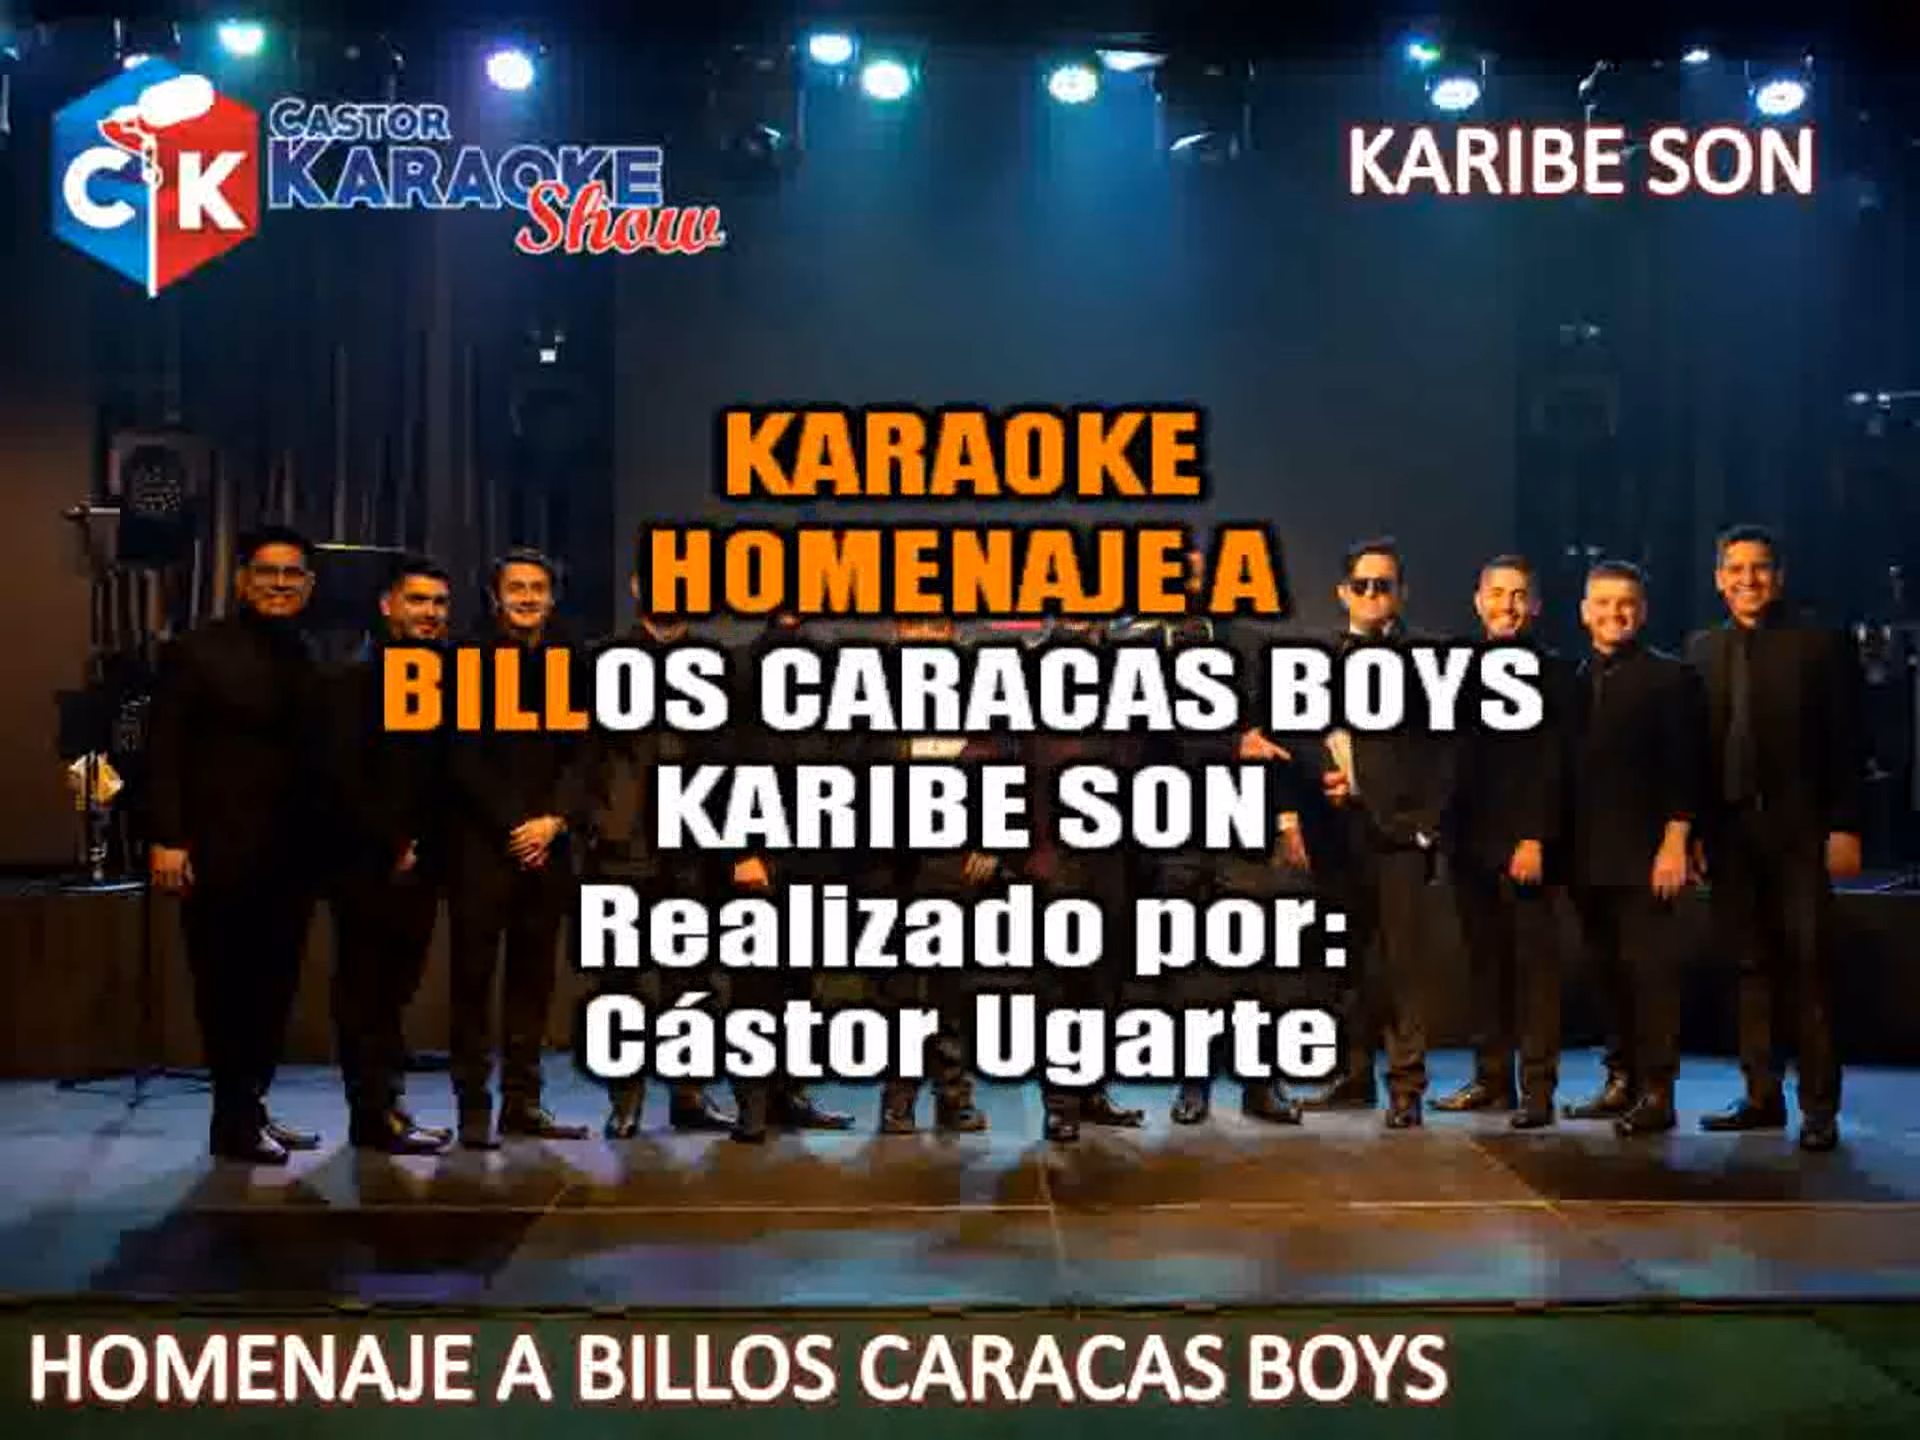 C K
CASTOR
KARAOKE
Show
KARIBE SON
KARAOKE
HOMENAJE A
BILLOS CARACAS BOYS
KARIBE SON
Realizado por:
Cástor Ugarte
HOMENAJE A BILLOS CARACAS BOYS